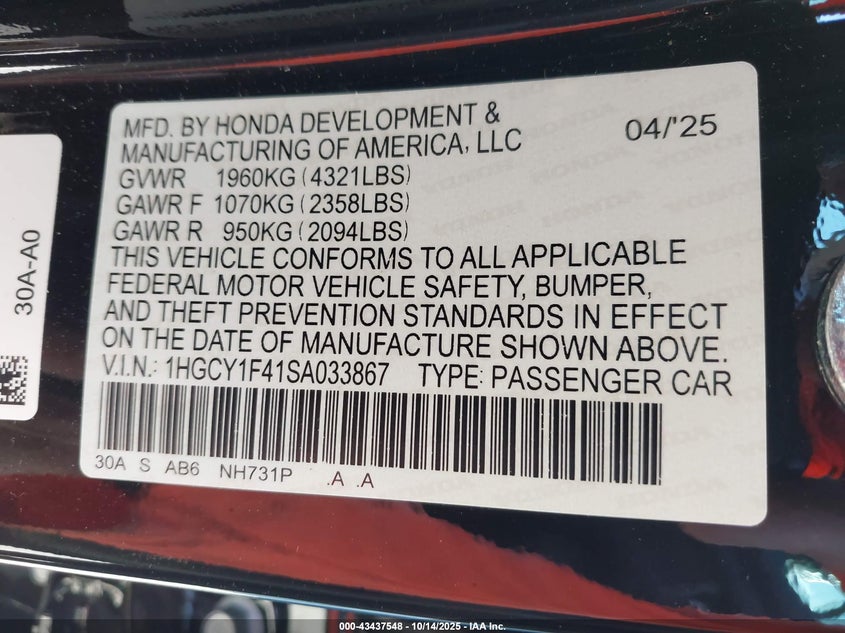 MFD. BY HONDA DEVELOPMENT &
MANUFACTURING OF AMERICA, LLC
04/'25
GVWR 1960KG (4321LBS)
GAWR F 1070KG (2358LBS)
GAWR R 950KG (2094LBS)
THIS VEHICLE CONFORMS TO ALL APPLICABLE
FEDERAL MOTOR VEHICLE SAFETY, BUMPER,
AND THEFT PREVENTION STANDARDS IN EFFECT
ON THE DATE OF MANUFACTURE SHOWN ABOVE.
V.I.N.: 1HGCY1F41SA033867 TYPE: PASSENGER CAR
30A S AB6 NH731P .A .A
30A-A0
000-43437548 - 10/14/2025 - IAA Inc.